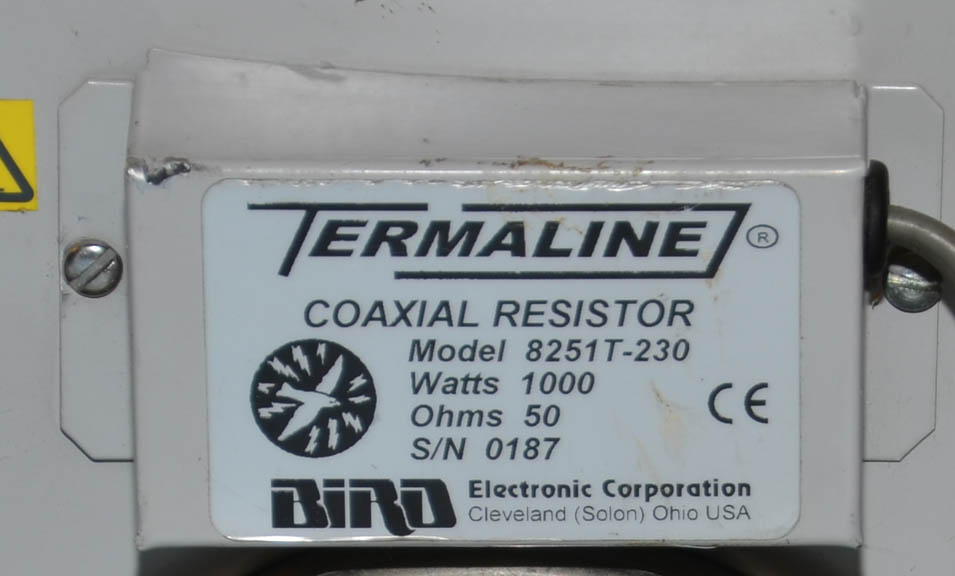 TERMALINE ®
COAXIAL RESISTOR
Model 8251T-230
Watts 1000
Ohms 50
S/N 0187
CE
BIRD Electronic Corporation
Cleveland (Solon) Ohio USA